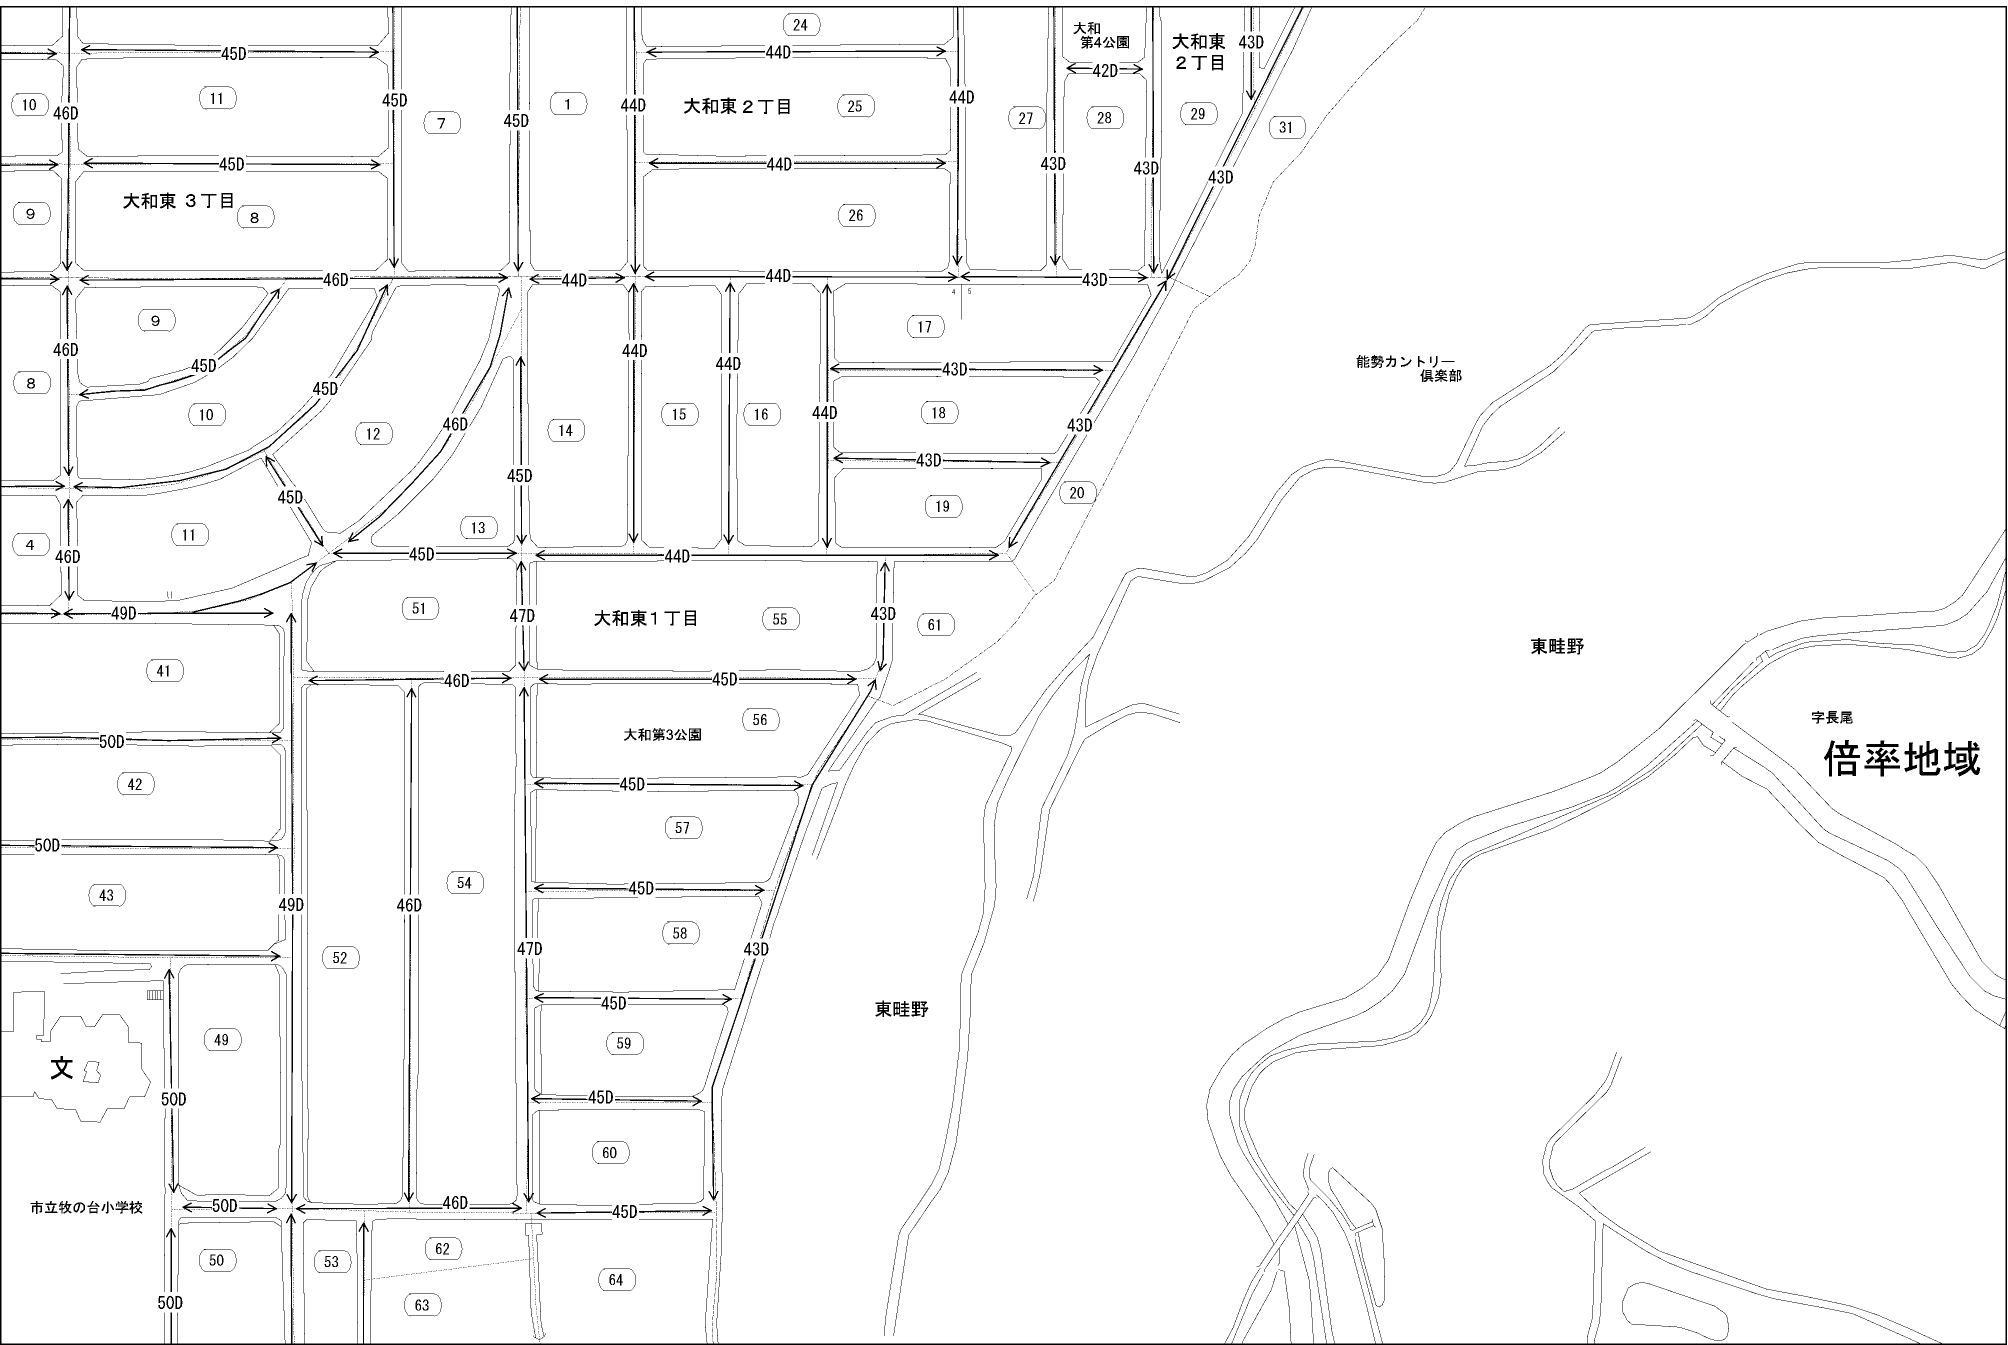 24
大和
第4公園
大和東
２丁目
43D
45D
44D
42D
10
11
46D
45D
7
45D
1
44D
大和東２丁目
25
44D
27
28
29
31
45D
44D
43D
43D
43D
9
大和東 ３丁目
8
26
46D
44D
44D
43D
4 5
9
17
46D
45D
44D
44D
43D
能勢カントリー
倶楽部
8
10
45D
12
46D
14
15
16
44D
18
43D
43D
45D
45D
20
4
11
13
19
46D
45D
44D
49D
51
47D
大和東１丁目
55
43D
61
東畦野
41
46D
45D
56
大和第3公園
字長尾
倍率地域
50D
42
45D
57
50D
43
54
45D
49D
46D
58
47D
43D
52
45D
東畦野
49
59
文
50D
45D
60
市立牧の台小学校
50D
46D
45D
50
53
62
64
50D
63